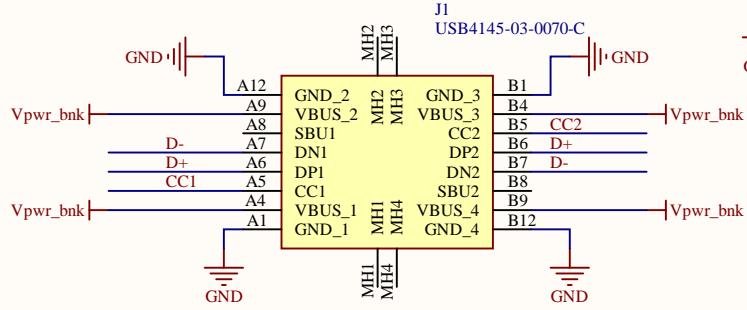 J1
USB4145-03-0070-C
MH2
MH3
GND
GND
A12
GND_2
MH2
MH3
GND_3
B1
Vpwr_bnk
A9
VBUS_2
VBUS_3
B4
Vpwr_bnk
A8
SBU1
CC2
B5
CC2
D-
A7
DN1
DP2
B6
D+
D+
A6
DP1
DN2
B7
D-
CC1
A5
CC1
SBU2
B8
Vpwr_bnk
A4
VBUS_1
MH1
MH4
VBUS_4
B9
Vpwr_bnk
A1
GND_1
GND_4
B12
MH1
MH4
GND
GND